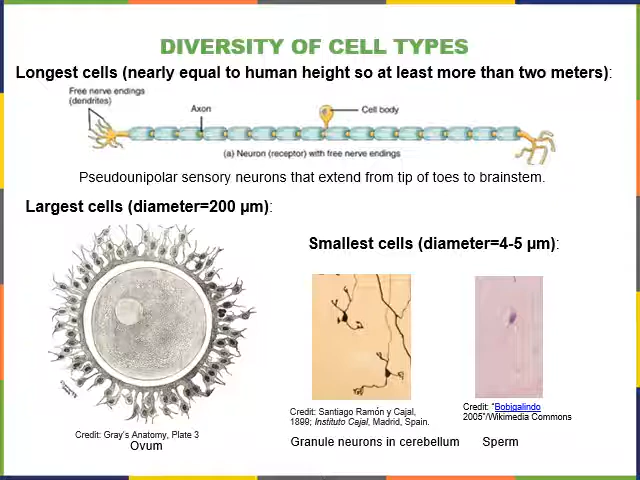 DIVERSITY OF CELL TYPES
Longest cells (nearly equal to human height so at least more than two meters):
Free nerve endings
(dendrites)
Axon
Cell body
(a) Neuron (receptor) with free nerve endings
Pseudounipolar sensory neurons that extend from tip of toes to brainstem.
Largest cells (diameter=200 µm):
Smallest cells (diameter=4-5 µm):
Credit: Gray's Anatomy, Plate 3
Ovum
Credit: Santiago Ramón y Cajal,
1899; Instituto Cajal, Madrid, Spain.
Granule neurons in cerebellum
Credit: "Bobjgalindo
2005"/Wikimedia Commons
Sperm